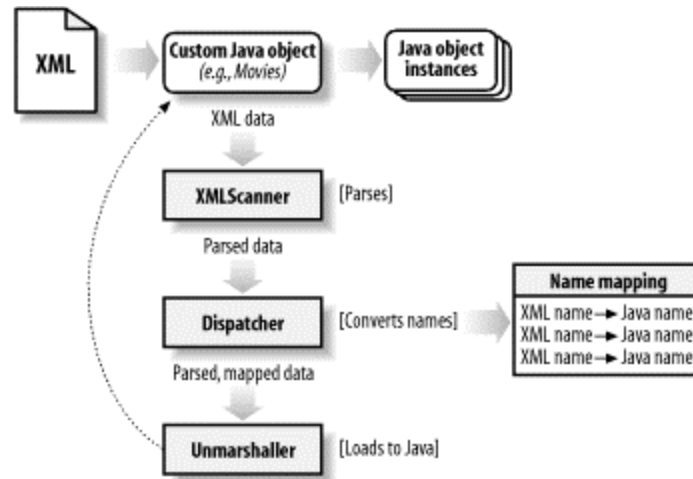 XML
Custom Java object
(e.g., Movies)
Java object
instances
XML data
XMLScanner
[Parses]
Parsed data
Dispatcher
[Converts names]
Name mapping
XML name → Java name
XML name → Java name
XML name → Java name
Parsed, mapped data
Unmarshaller
[Loads to Java]